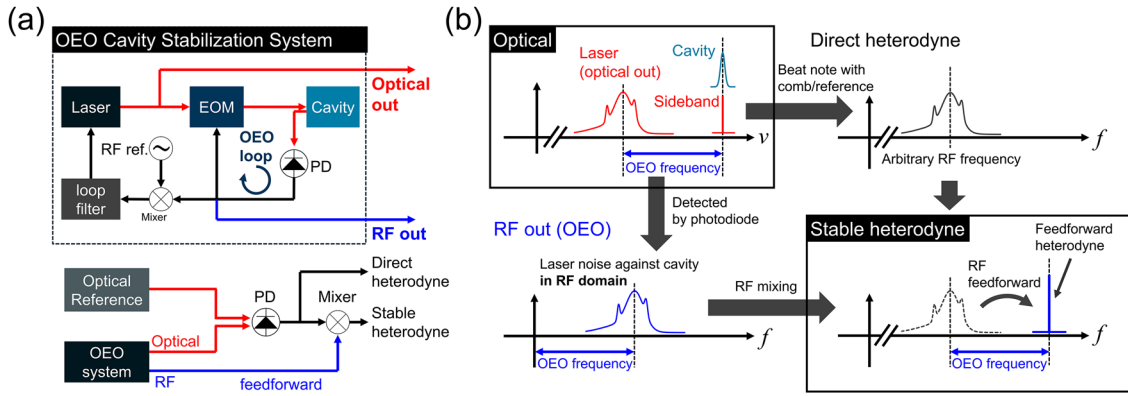 (a)
OEO Cavity Stabilization System
Optical
out
Laser
EOM
Cavity
RF ref.
OEO
loop
PD
loop
filter
Mixer
RF out
Optical
Reference
PD
Mixer
Direct
heterodyne
Stable
heterodyne
OEO
system
Optical
RF
feedforward
(b)
Optical
Laser
(optical out)
Cavity
Sideband
ν
OEO frequency
Direct heterodyne
Beat note with
comb/reference
f
Arbitrary RF frequency
Detected
by photodiode
RF out (OEO)
Laser noise against cavity
in RF domain
f
OEO frequency
RF mixing
Stable heterodyne
Feedforward
heterodyne
RF
feedforward
f
OEO frequency